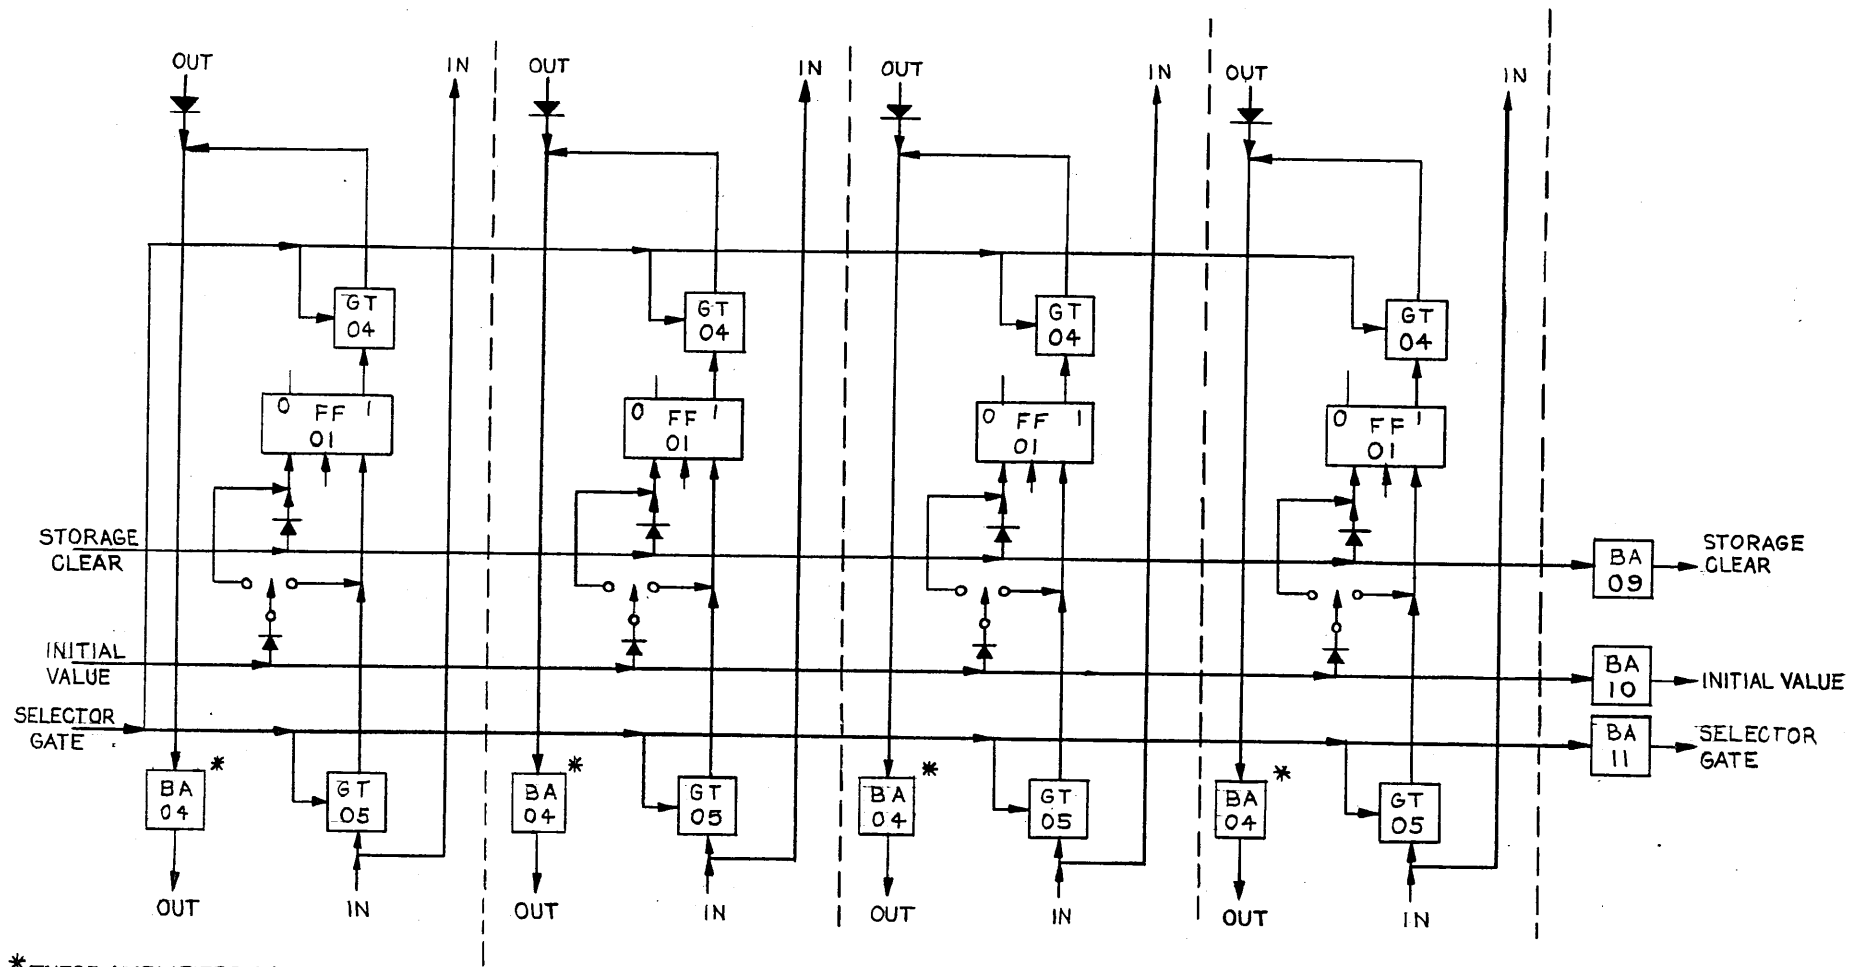 OUT IN OUT IN OUT IN OUT IN
GT GT GT GT
04 04 04 04
0 FF 1 0 FF 1 0 FF 1 0 FF 1
01 01 01 01
STORAGE
CLEAR
BA
09
STORAGE
CLEAR
INITIAL
VALUE
BA
10
INITIAL VALUE
SELECTOR
GATE
BA
11
SELECTOR
GATE
BA
04
*
GT
05
BA
04
*
GT
05
BA
04
*
GT
05
BA
04
*
GT
05
OUT IN OUT IN OUT IN OUT IN
*